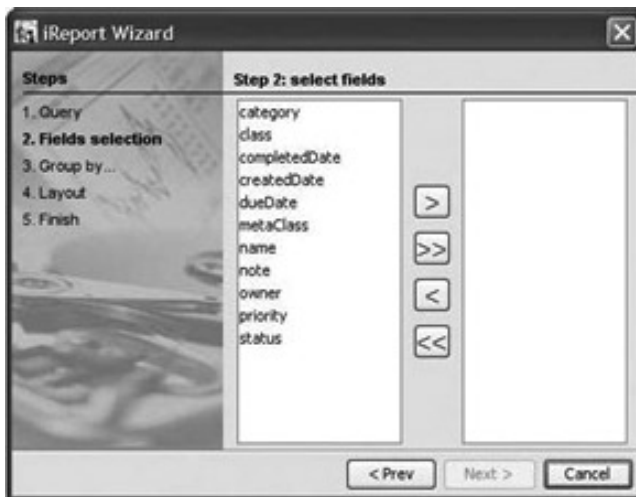 iReport Wizard
Steps
1. Query
2. Fields selection
3. Group by...
4. Layout
5. Finish
Step 2: select fields
category
class
completedDate
createdDate
dueDate
metaClass
name
note
owner
priority
status
>
>>
<
<<
< Prev
Next >
Cancel